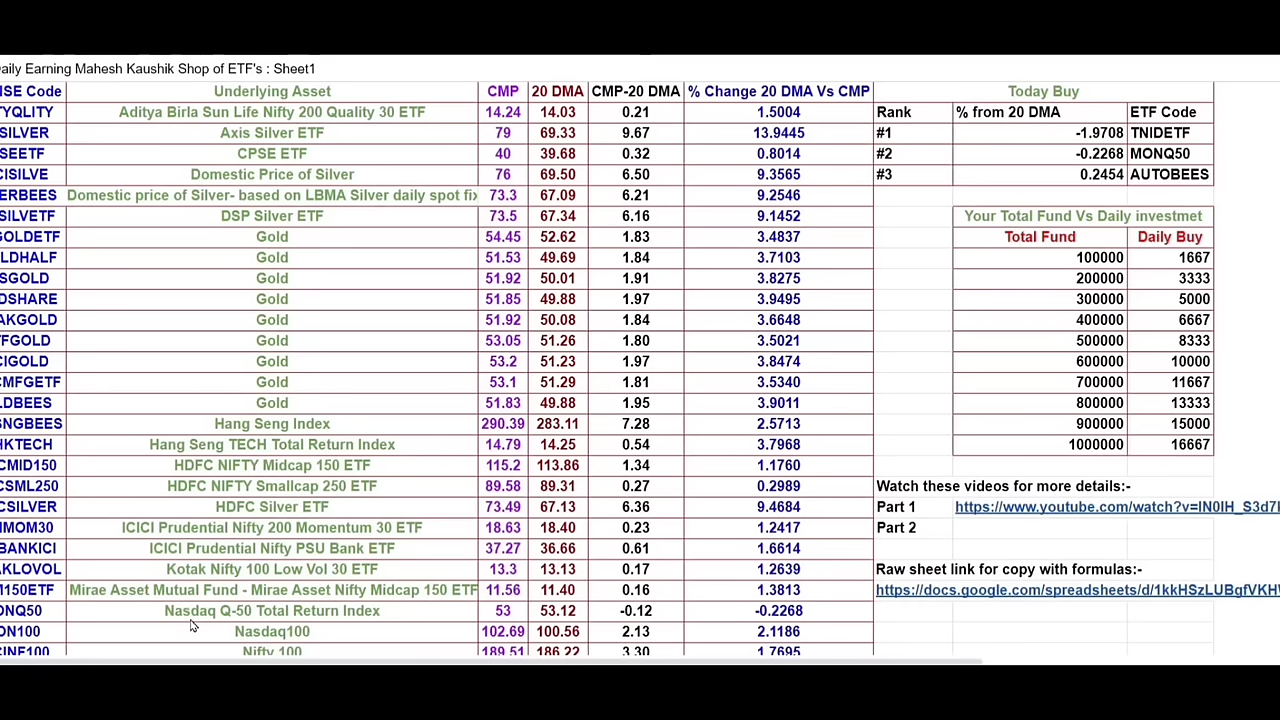 aily Earning Mahesh Kaushik Shop of ETF's : Sheet1
ISE Code Underlying Asset CMP 20 DMA CMP-20 DMA % Change 20 DMA Vs CMP Today Buy
TYQLITY Aditya Birla Sun Life Nifty 200 Quality 30 ETF 14.24 14.03 0.21 1.5004 Rank % from 20 DMA ETF Code
SILVER Axis Silver ETF 79 69.33 9.67 13.9445 #1 -1.9708 TNIDETF
SEETF CPSE ETF 40 39.68 0.32 0.8014 #2 -0.2268 MONQ50
CISILVE Domestic Price of Silver 76 69.50 6.50 9.3565 #3 0.2454 AUTOBEES
ERBEES Domestic price of Silver- based on LBMA Silver daily spot fix 73.3 67.09 6.21 9.2546
SILVETF DSP Silver ETF 73.5 67.34 6.16 9.1452 Your Total Fund Vs Daily investmet
GOLDETF Gold 54.45 52.62 1.83 3.4837 Total Fund Daily Buy
LDHALF Gold 51.53 49.69 1.84 3.7103 100000 1667
SGOLD Gold 51.92 50.01 1.91 3.8275 200000 3333
DSHARE Gold 51.85 49.88 1.97 3.9495 300000 5000
AKGOLD Gold 51.92 50.08 1.84 3.6648 400000 6667
FGOLD Gold 53.05 51.26 1.80 3.5021 500000 8333
CIGOLD Gold 53.2 51.23 1.97 3.8474 600000 10000
CMFGETF Gold 53.1 51.29 1.81 3.5340 700000 11667
LDBEES Gold 51.83 49.88 1.95 3.9011 800000 13333
SNGBEES Hang Seng Index 290.39 283.11 7.28 2.5713 900000 15000
HKTECH Hang Seng TECH Total Return Index 14.79 14.25 0.54 3.7968 1000000 16667
CMID150 HDFC NIFTY Midcap 150 ETF 115.2 113.86 1.34 1.1760
CSML250 HDFC NIFTY Smallcap 250 ETF 89.58 89.31 0.27 0.2989 Watch these videos for more details:-
CSILVER HDFC Silver ETF 73.49 67.13 6.36 9.4684 Part 1 https://www.youtube.com/watch?v=IN0IH_S3d7
MOM30 ICICI Prudential Nifty 200 Momentum 30 ETF 18.63 18.40 0.23 1.2417 Part 2
BANKICI ICICI Prudential Nifty PSU Bank ETF 37.27 36.66 0.61 1.6614
AKLOVOL Kotak Nifty 100 Low Vol 30 ETF 13.3 13.13 0.17 1.2639 Raw sheet link for copy with formulas:-
M150ETF Mirae Asset Mutual Fund - Mirae Asset Nifty Midcap 150 ETF 11.56 11.40 0.16 1.3813 https://docs.google.com/spreadsheets/d/1kkHSzLUBgfVKH
ONQ50 Nasdaq Q-50 Total Return Index 53 53.12 -0.12 -0.2268
ON100 Nasdaq100 102.69 100.56 2.13 2.1186
CINF100 Nifty 100 189.51 186.22 3.30 1.7695